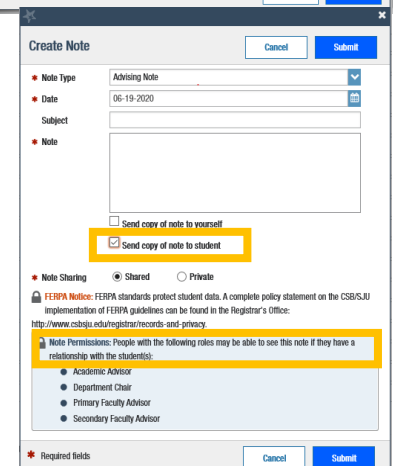 Create Note
Cancel
Submit
* Note Type
Advising Note
* Date
06-19-2020
Subject
* Note
Send copy of note to yourself
Send copy of note to student
* Note Sharing
Shared
Private
FERPA Notice: FERPA standards protect student data. A complete policy statement on the CSB/SJU
implementation of FERPA guidelines can be found in the Registrar's Office:
http://www.csbsju.edu/registrar/records-and-privacy.
Note Permissions: People with the following roles may be able to see this note if they have a
relationship with the student(s):
Academic Advisor
Department Chair
Primary Faculty Advisor
Secondary Faculty Advisor
* Required fields
Cancel
Submit